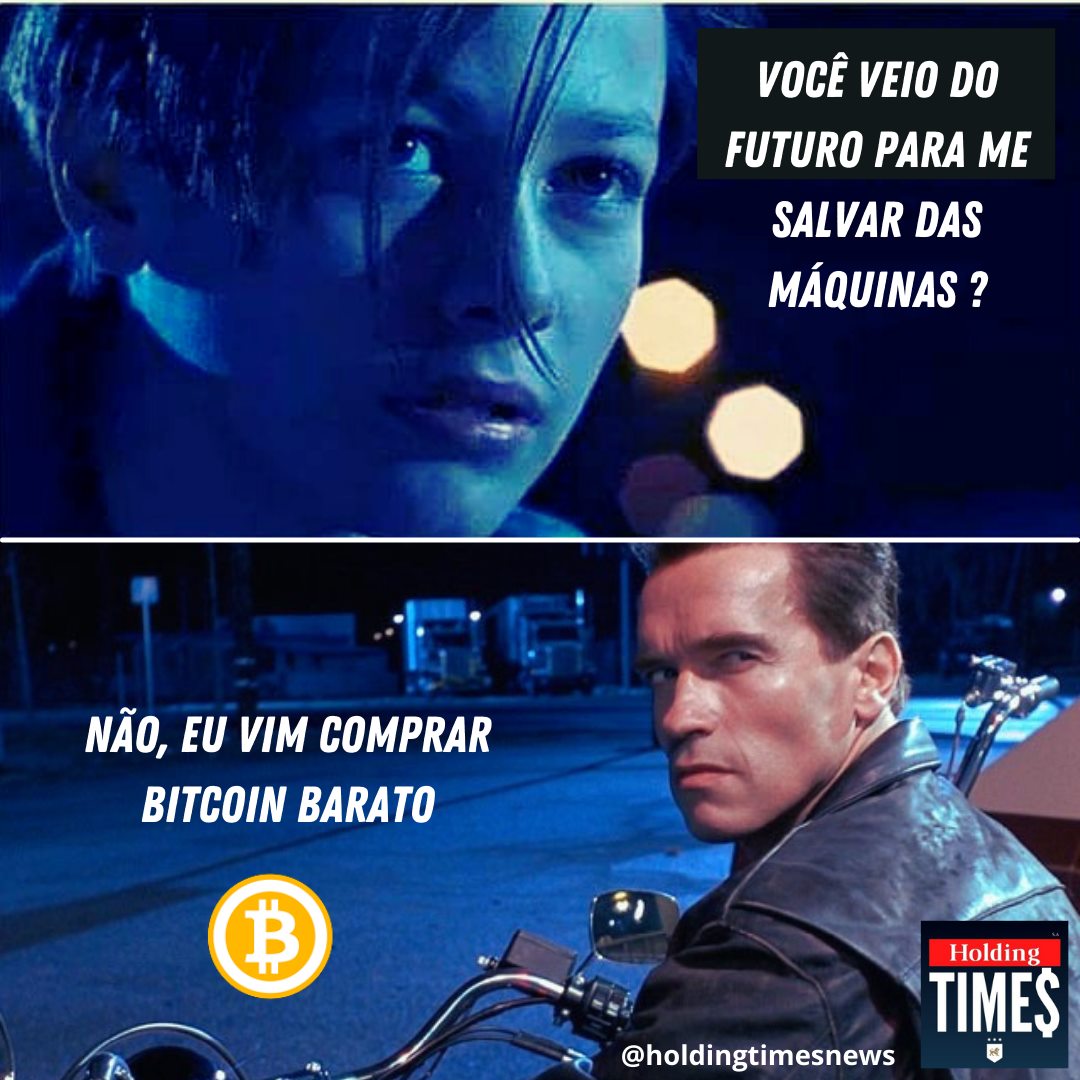 VOCÊ VEIO DO
FUTURO PARA ME
SALVAR DAS
MÁQUINAS ?
NÃO, EU VIM COMPRAR
BITCOIN BARATO
S.A
Holding
TIME$
@holdingtimesnews